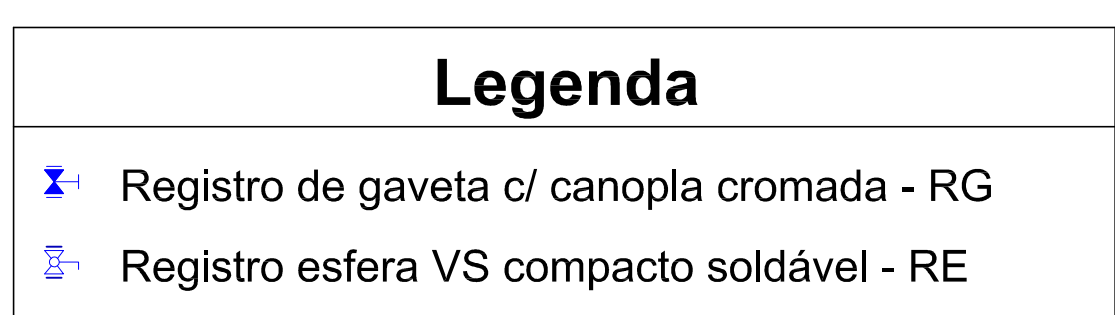 Legenda
Registro de gaveta c/ canopla cromada - RG
Registro esfera VS compacto soldável - RE